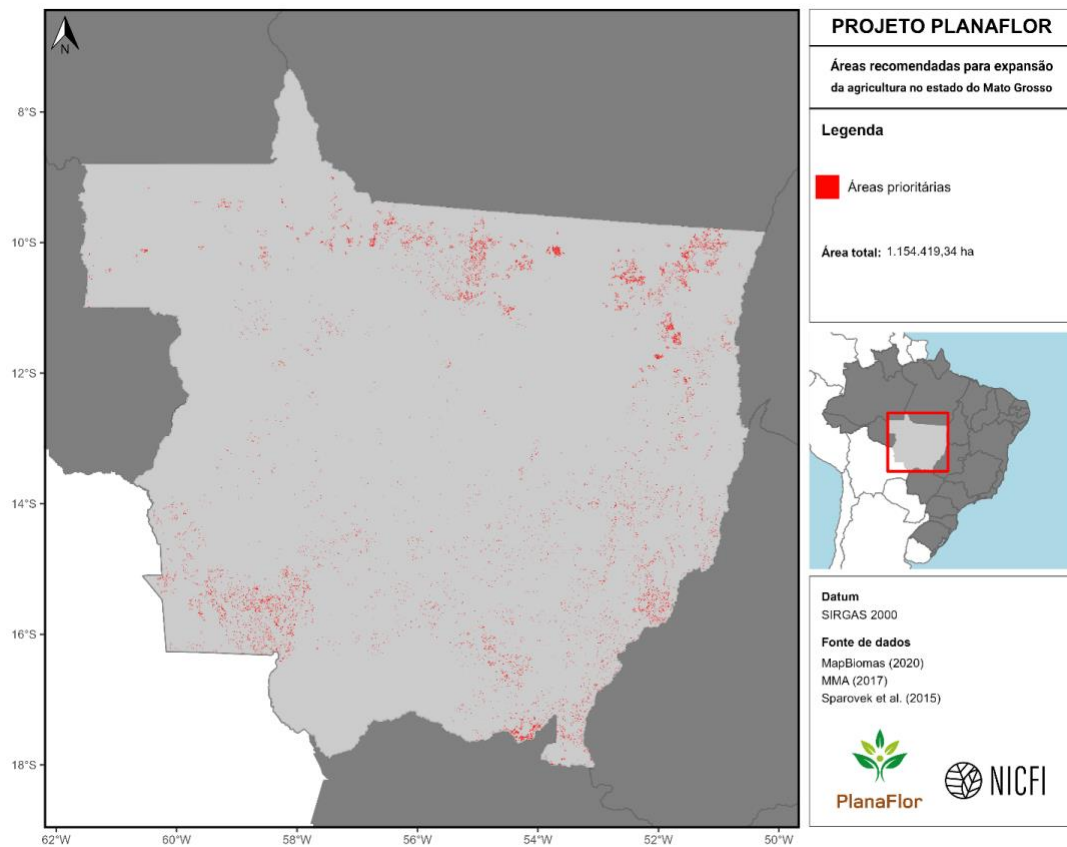 N
8°S
10°S
12°S
14°S
16°S
18°S
62°W
60°W
58°W
56°W
54°W
52°W
50°W
PROJETO PLANAFLOR
Áreas recomendadas para expansão
da agricultura no estado do Mato Grosso
Legenda
Áreas prioritárias
Área total: 1.154.419,34 ha
Datum
SIRGAS 2000
Fonte de dados
MapBiomas (2020)
MMA (2017)
Sparovek et al. (2015)
PlanaFlor
NICFI